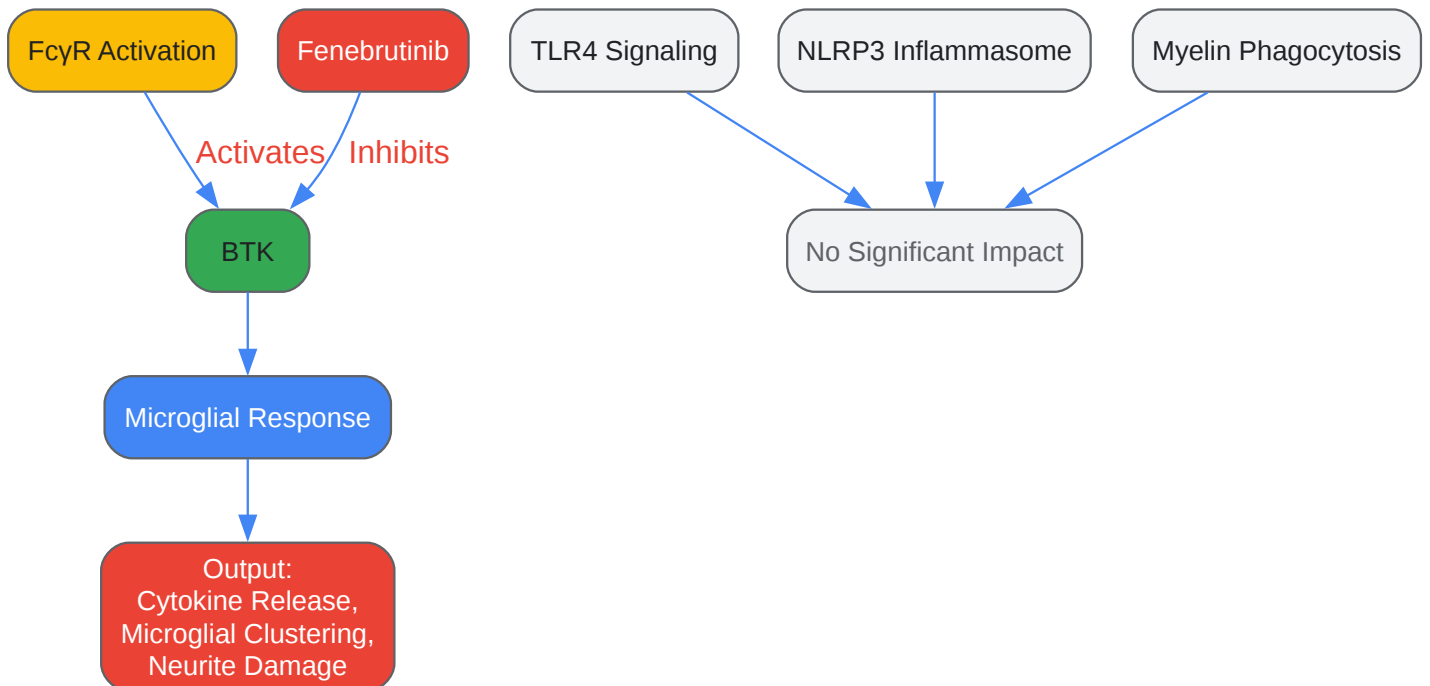 FcγR Activation
Fenebrutinib
TLR4 Signaling
NLRP3 Inflammasome
Myelin Phagocytosis
Activates
Inhibits
BTK
No Significant Impact
Microglial Response
Output:
Cytokine Release,
Microglial Clustering,
Neurite Damage